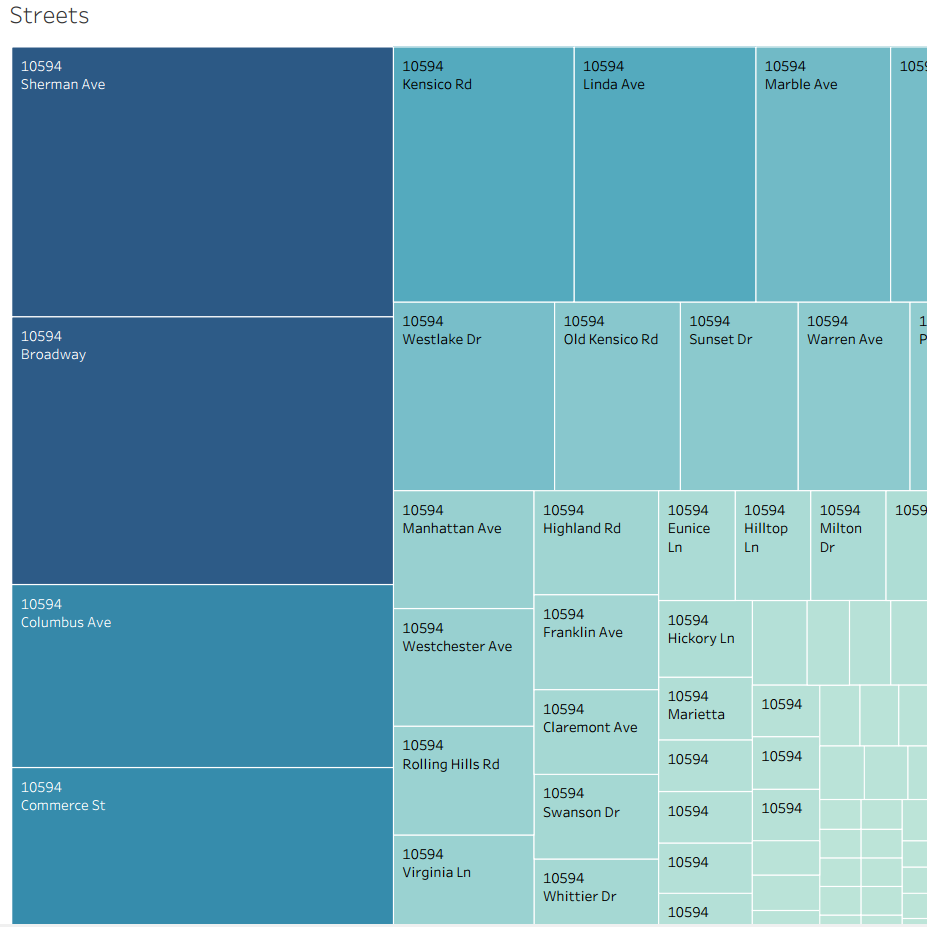 Streets
10594
Sherman Ave
10594
Broadway
10594
Columbus Ave
10594
Commerce St
10594
Kensico Rd
10594
Linda Ave
10594
Marble Ave
10594
Westlake Dr
10594
Old Kensico Rd
10594
Sunset Dr
10594
Warren Ave
10594
Manhattan Ave
10594
Westchester Ave
10594
Rolling Hills Rd
10594
Virginia Ln
10594
Highland Rd
10594
Franklin Ave
10594
Claremont Ave
10594
Swanson Dr
10594
Whittier Dr
10594
Eunice
Ln
10594
Hilltop
Ln
10594
Milton
Dr
10594
Hickory Ln
10594
Marietta
10594
10594
10594
10594
10594
10594
10594